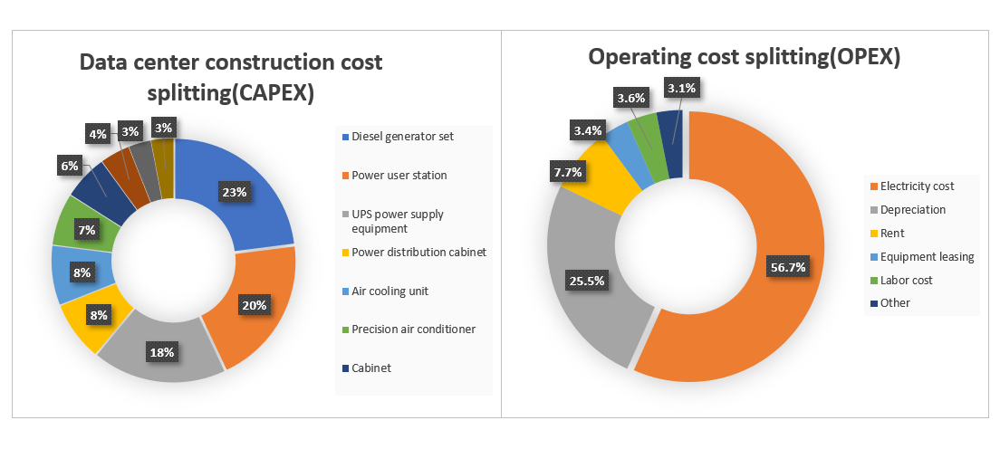 Data center construction cost
splitting(CAPEX)
3%
3%
4%
6%
7%
8%
8%
18%
20%
23%
Diesel generator set
Power user station
UPS power supply
equipment
Power distribution cabinet
Air cooling unit
Precision air conditioner
Cabinet
Operating cost splitting(OPEX)
3.1%
3.6%
3.4%
7.7%
25.5%
56.7%
Electricity cost
Depreciation
Rent
Equipment leasing
Labor cost
Other